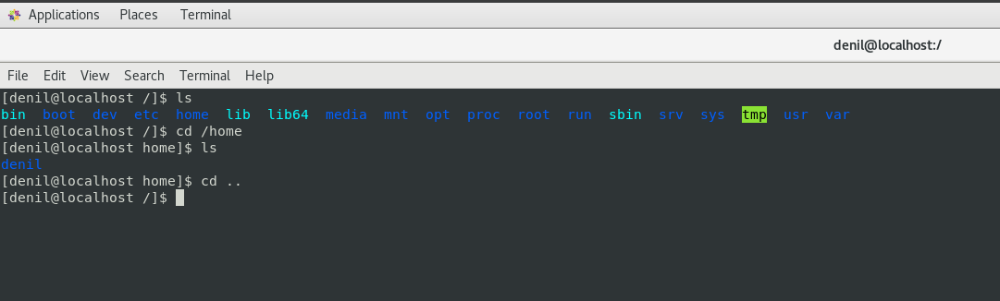 Applications Places Terminal
denil@localhost:/
File Edit View Search Terminal Help
[denil@localhost /]$ ls
bin boot dev etc home lib lib64 media mnt opt proc root run sbin srv sys tmp usr var
[denil@localhost /]$ cd /home
[denil@localhost home]$ ls
denil
[denil@localhost home]$ cd ..
[denil@localhost /]$